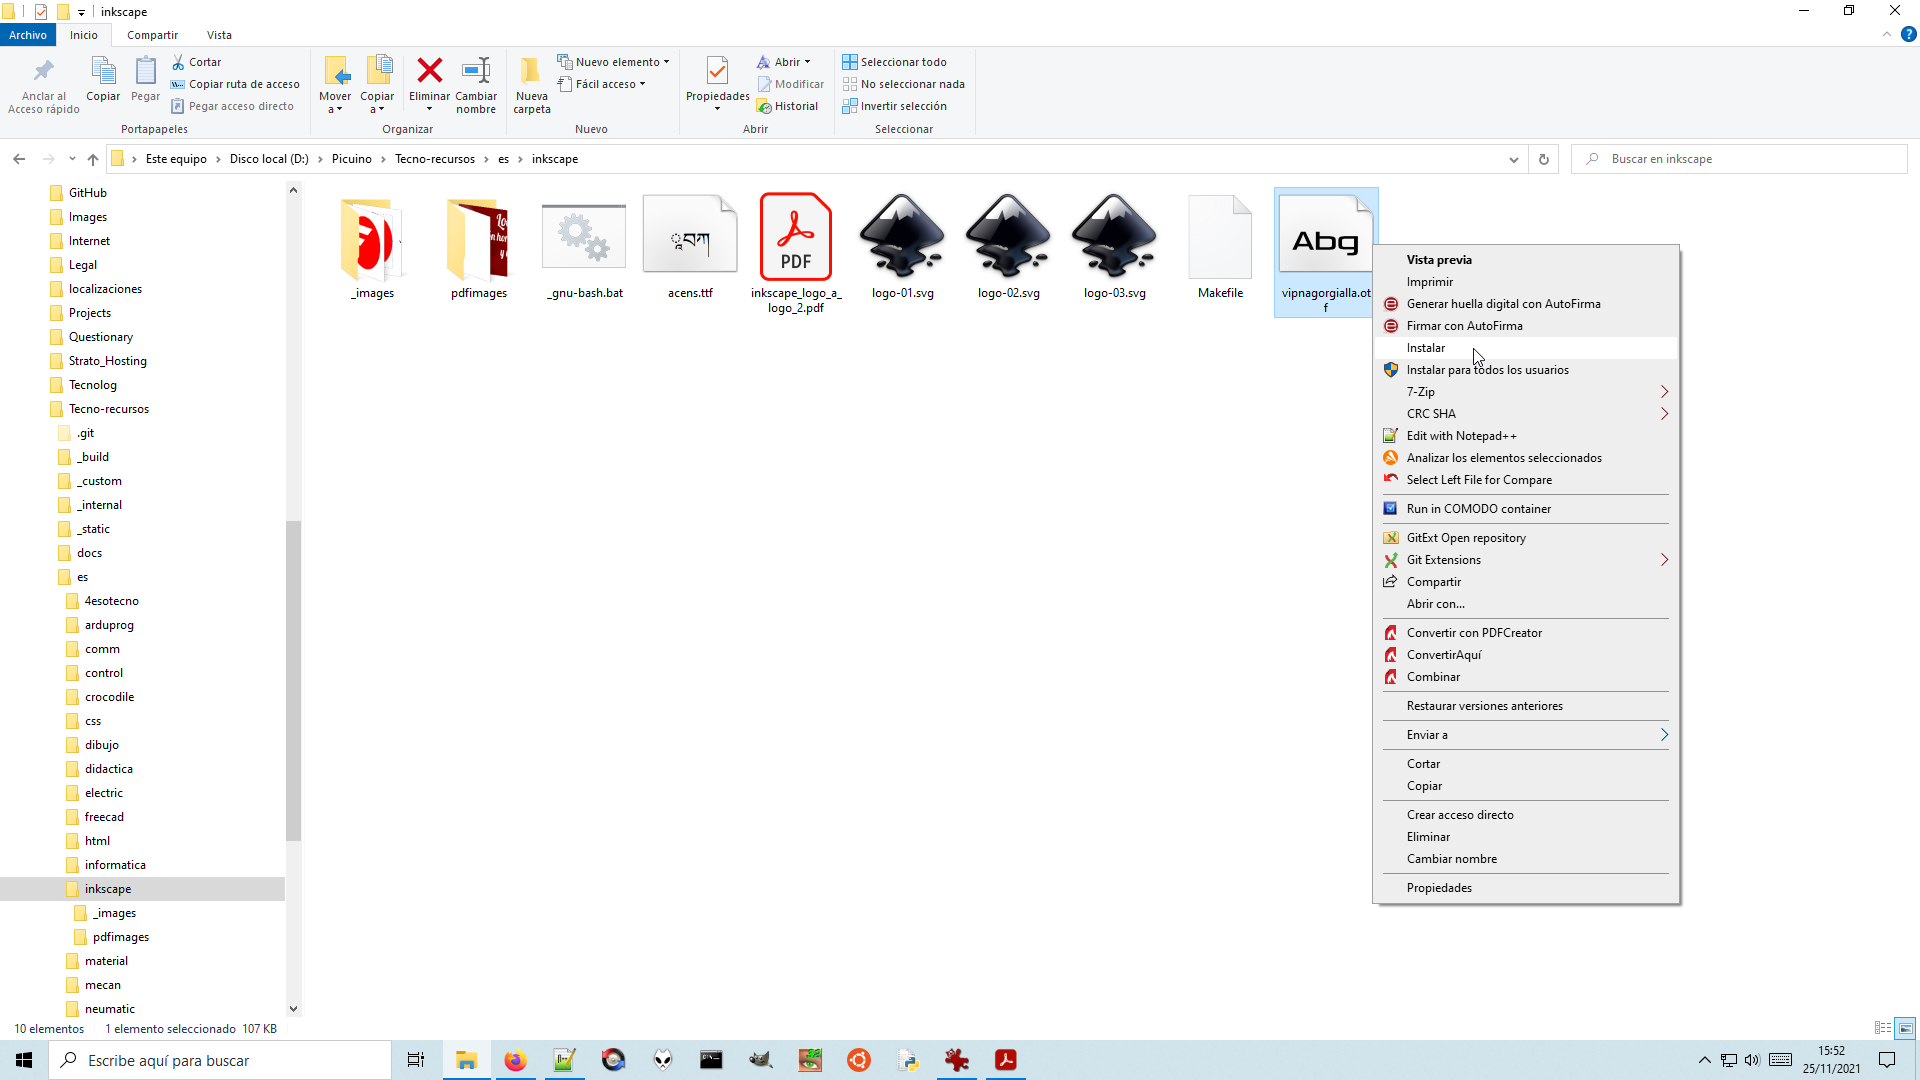 inkscape
Archivo
Inicio
Compartir
Vista
Anclar al
Acceso rápido
Copiar
Pegar
Cortar
Copiar ruta de acceso
Pegar acceso directo
Portapapeles
Mover
a
Copiar
a
Eliminar
Cambiar
nombre
Organizar
Nueva
carpeta
Nuevo elemento
Fácil acceso
Nuevo
Propiedades
Abrir
Modificar
Historial
Abrir
Seleccionar todo
No seleccionar nada
Invertir selección
Seleccionar
Este equipo > Disco local (D:) > Picuino > Tecno-recursos > es > inkscape
Buscar en inkscape
GitHub
Images
Internet
Legal
localizaciones
Projects
Questionary
Strato_Hosting
Tecnolog
Tecno-recursos
.git
_build
_custom
_internal
_static
docs
es
4esotecno
arduprog
comm
control
crocodile
css
dibujo
didactica
electric
freecad
html
informatica
inkscape
_images
pdfimages
material
mecan
neumatic
_images
pdfimages
_gnu-bash.bat
acens.ttf
PDF
inkscape_logo_a_
logo_2.pdf
logo-01.svg
logo-02.svg
logo-03.svg
Makefile
Abg
vipnagorgialla.ot
f
Vista previa
Imprimir
Generar huella digital con AutoFirma
Firmar con AutoFirma
Instalar
Instalar para todos los usuarios
7-Zip
CRC SHA
Edit with Notepad++
Analizar los elementos seleccionados
Select Left File for Compare
Run in COMODO container
GitExt Open repository
Git Extensions
Compartir
Abrir con...
Convertir con PDFCreator
ConvertirAquí
Combinar
Restaurar versiones anteriores
Enviar a
Cortar
Copiar
Crear acceso directo
Eliminar
Cambiar nombre
Propiedades
10 elementos
1 elemento seleccionado 107 KB
Escribe aquí para buscar
15:52
25/11/2021